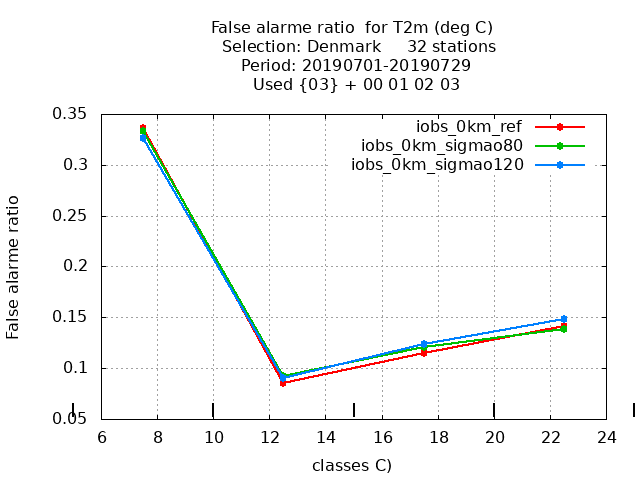 False alarme ratio  for T2m (deg C)
Selection: Denmark     32 stations
Period: 20190701-20190729
Used {03} + 00 01 02 03
0.35
0.3
0.25
0.2
0.15
0.1
0.05
False alarme ratio
iobs_0km_ref
iobs_0km_sigmao80
iobs_0km_sigmao120
6 8 10 12 14 16 18 20 22 24
classes C)